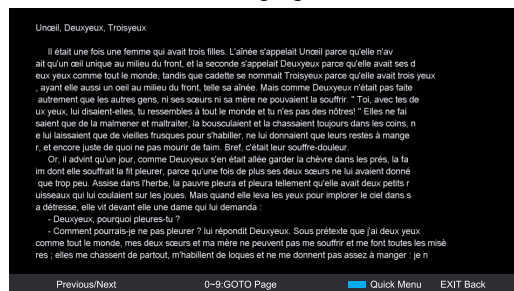 Unœil, Deuxyeux, Troisyeux
Il était une fois une femme qui avait trois filles. L'aînée s'appelait Unœil parce qu'elle n'av
ait qu'un œil unique au milieu du front, et la seconde s'appelait Deuxyeux parce qu'elle avait ses d
eux yeux comme tout le monde, tandis que cadette se nommait Troisyeux parce qu'elle avait trois yeux
, ayant elle aussi un oeil au milieu du front, telle sa aînée. Mais comme Deuxyeux n'était pas faite
autrement que les autres gens, ni ses sœurs ni sa mère ne pouvaient la souffrir. " Toi, avec tes de
ux yeux, lui disaient-elles, tu ressembles à tout le monde et tu n'es pas des nôtres! " Elles ne fai
saient que de la malmener et maltraiter, la bousculaient et la chassaient toujours dans les coins, n
e lui laissaient que de vieilles frusques pour s'habiller, ne lui donnaient que leurs restes à mange
r, et encore juste de quoi ne pas mourir de faim. Bref, c'était leur souffre-douleur.
Or, il advint qu'un jour, comme Deuxyeux s'en était allée garder la chèvre dans les prés, la fa
im dont elle souffrait la fit pleurer, parce qu'une fois de plus ses deux sœurs ne lui avaient donné
que trop peu. Assise dans l'herbe, la pauvre pleura et pleura tellement qu'elle avait deux petits r
uisseaux qui lui coulaient sur les joues. Mais quand elle leva les yeux pour implorer le ciel dans s
a détresse, elle vit devant elle une dame qui lui demanda :
- Deuxyeux, pourquoi pleures-tu ?
- Comment pourrais-je ne pas pleurer ? lui répondit Deuxyeux. Sous prétexte que j'ai deux yeux
comme tout le monde, mes deux sœurs et ma mère ne peuvent pas me souffrir et me font toutes les misè
res ; elles me chassent de partout, m'habillent de loques et ne me donnent pas assez à manger : je n
Previous/Next 0~9:GOTO Page Quick Menu EXIT Back